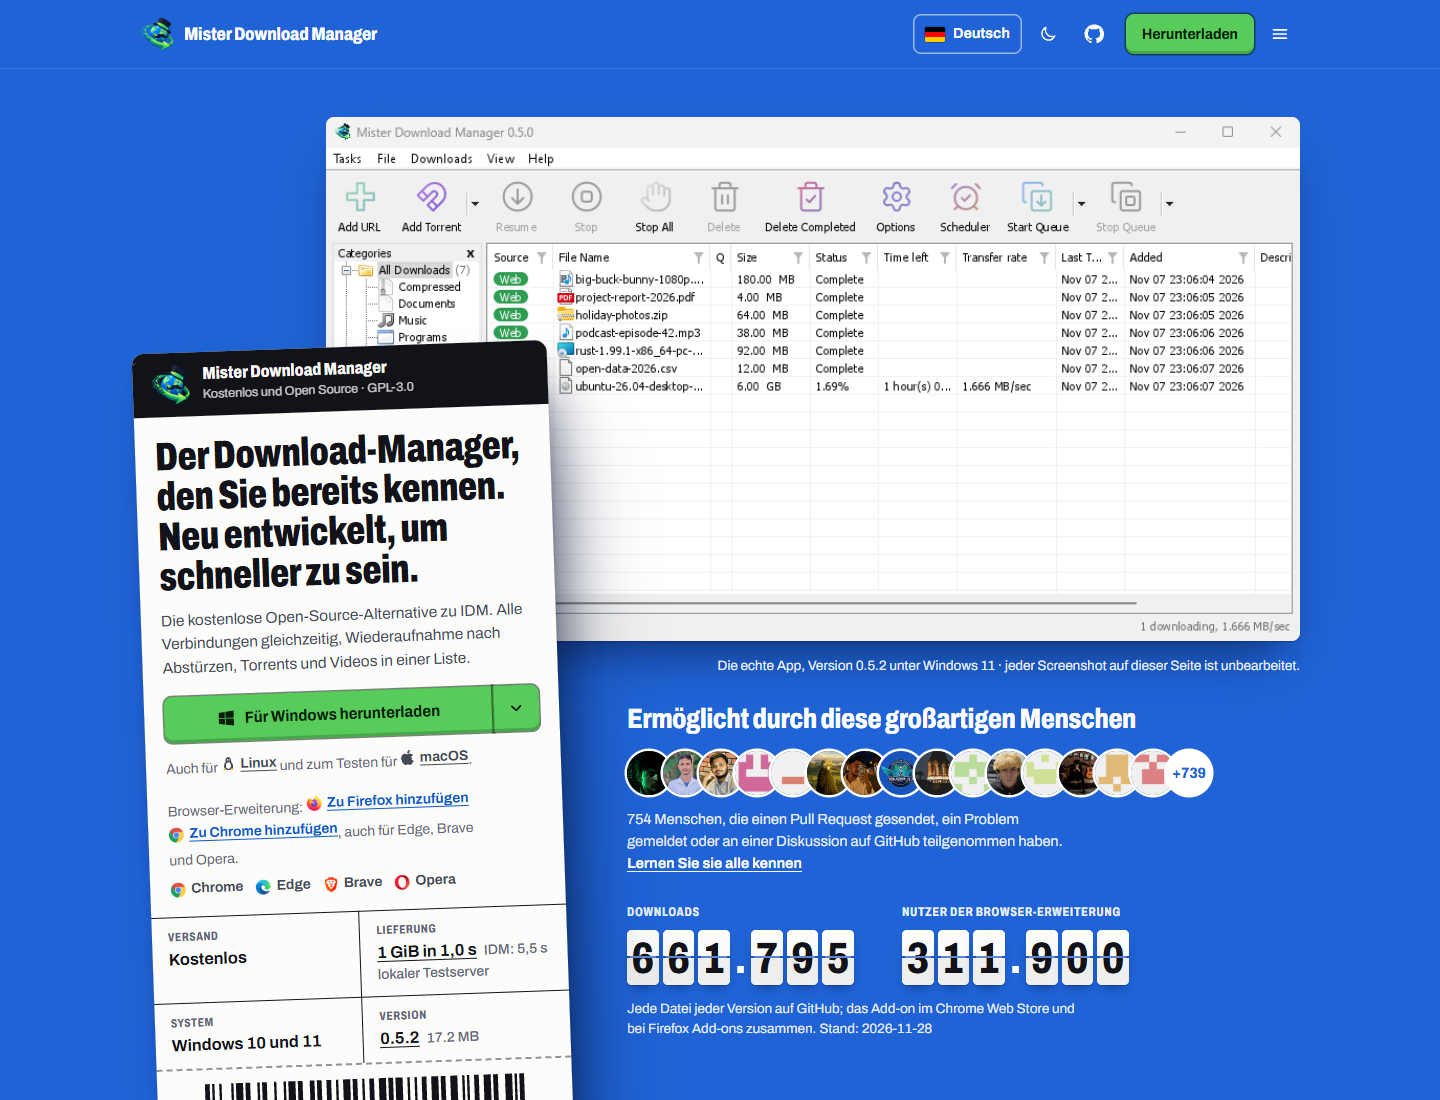 Mister Download Manager
Deutsch
Herunterladen
Mister Download Manager 0.5.0
Tasks File Downloads View Help
Add URL Add Torrent Resume Stop Stop All Delete Delete Completed Options Scheduler Start Queue Stop Queue
Categories x
All Downloads (7)
Compressed
Documents
Music
Programs
Source File Name Q Size Status Time left Transfer rate Last T... Added Descri
Web big-buck-bunny-1080p.... 180.00 MB Complete Nov 07 2... Nov 07 23:06:04 2026
Web PDF project-report-2026.pdf 4.00 MB Complete Nov 07 2... Nov 07 23:06:05 2026
Web holiday-photos.zip 64.00 MB Complete Nov 07 2... Nov 07 23:06:05 2026
Web podcast-episode-42.mp3 38.00 MB Complete Nov 07 2... Nov 07 23:06:06 2026
rust-1.99.1-x86_64-pc-... 92.00 MB Complete Nov 07 2... Nov 07 23:06:06 2026
open-data-2026.csv 12.00 MB Complete Nov 07 2... Nov 07 23:06:07 2026
ubuntu-26.04-desktop-... 6.00 GB 1.69% 1 hour(s) 0... 1.666 MB/sec Nov 07 2... Nov 07 23:06:07 2026
1 downloading, 1.666 MB/sec
Mister Download Manager
Kostenlos und Open Source · GPL-3.0
Der Download-Manager,
den Sie bereits kennen.
Neu entwickelt, um
schneller zu sein.
Die kostenlose Open-Source-Alternative zu IDM. Alle
Verbindungen gleichzeitig, Wiederaufnahme nach
Abstürzen, Torrents und Videos in einer Liste.
Für Windows herunterladen
Auch für Linux und zum Testen für macOS
Browser-Erweiterung: Zu Firefox hinzufügen
Zu Chrome hinzufügen, auch für Edge, Brave
und Opera.
Chrome Edge Brave Opera
VERSAND
Kostenlos
LIEFERUNG
1 GiB in 1,0 s IDM: 5,5 s
lokaler Testserver
SYSTEM
Windows 10 und 11
VERSION
0.5.2 17.2 MB
Die echte App, Version 0.5.2 unter Windows 11 · jeder Screenshot auf dieser Seite ist unbearbeitet.
Ermöglicht durch diese großartigen Menschen
+739
754 Menschen, die einen Pull Request gesendet, ein Problem
gemeldet oder an einer Diskussion auf GitHub teilgenommen haben.
Lernen Sie sie alle kennen
DOWNLOADS
661.795
NUTZER DER BROWSER-ERWEITERUNG
311.900
Jede Datei jeder Version auf GitHub; das Add-on im Chrome Web Store und
bei Firefox Add-ons zusammen. Stand: 2026-11-28